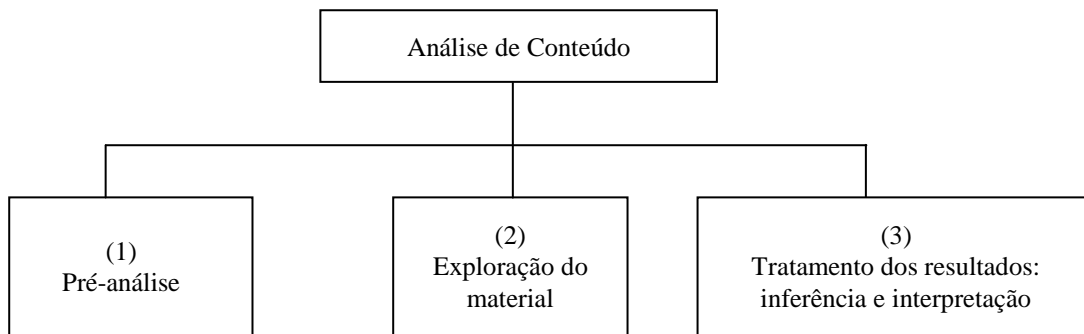 Análise de Conteúdo
(1)
Pré-análise
(2)
Exploração do
material
(3)
Tratamento dos resultados:
inferência e interpretação